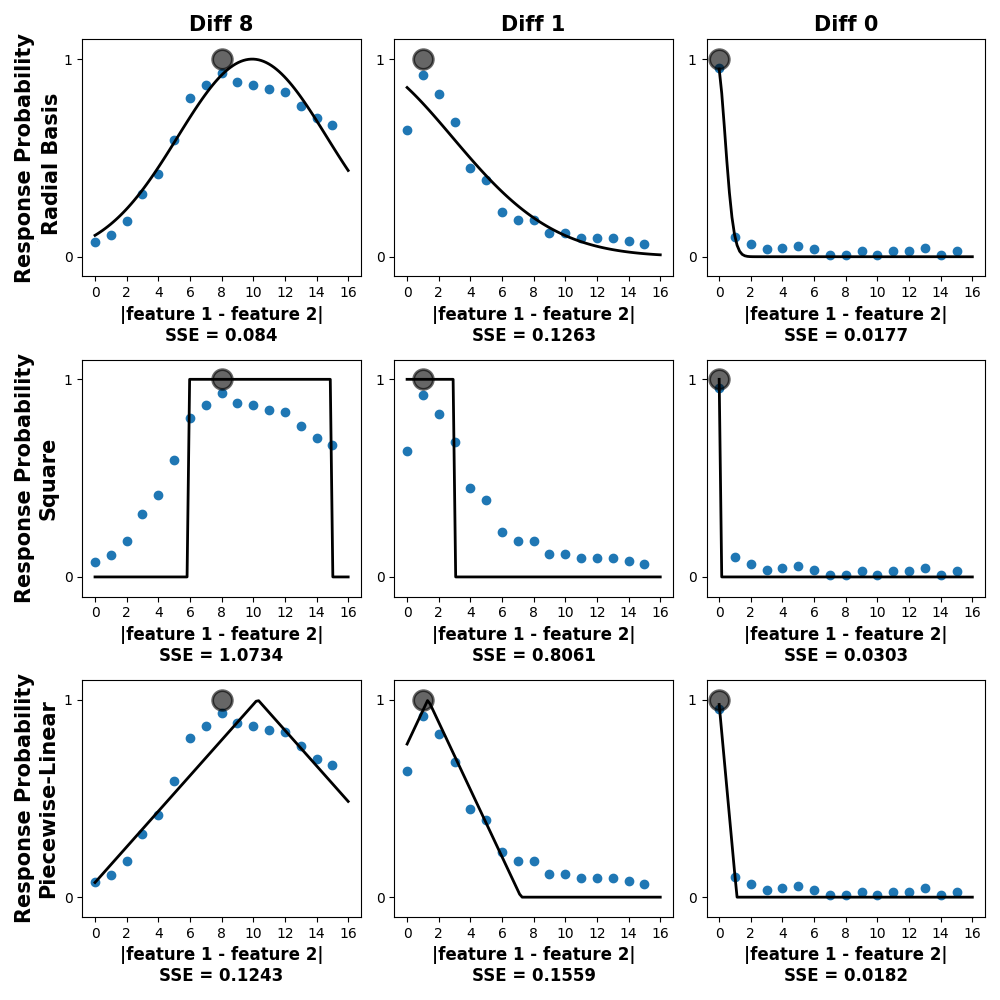 Diff 8
Diff 1
Diff 0
Response Probability
Radial Basis
1
0
0 2 4 6 8 10 12 14 16
|feature 1 - feature 2|
SSE = 0.084
1
0
0 2 4 6 8 10 12 14 16
|feature 1 - feature 2|
SSE = 0.1263
1
0
0 2 4 6 8 10 12 14 16
|feature 1 - feature 2|
SSE = 0.0177
Response Probability
Square
1
0
0 2 4 6 8 10 12 14 16
|feature 1 - feature 2|
SSE = 1.0734
1
0
0 2 4 6 8 10 12 14 16
|feature 1 - feature 2|
SSE = 0.8061
1
0
0 2 4 6 8 10 12 14 16
|feature 1 - feature 2|
SSE = 0.0303
Response Probability
Piecewise-Linear
1
0
0 2 4 6 8 10 12 14 16
|feature 1 - feature 2|
SSE = 0.1243
1
0
0 2 4 6 8 10 12 14 16
|feature 1 - feature 2|
SSE = 0.1559
1
0
0 2 4 6 8 10 12 14 16
|feature 1 - feature 2|
SSE = 0.0182